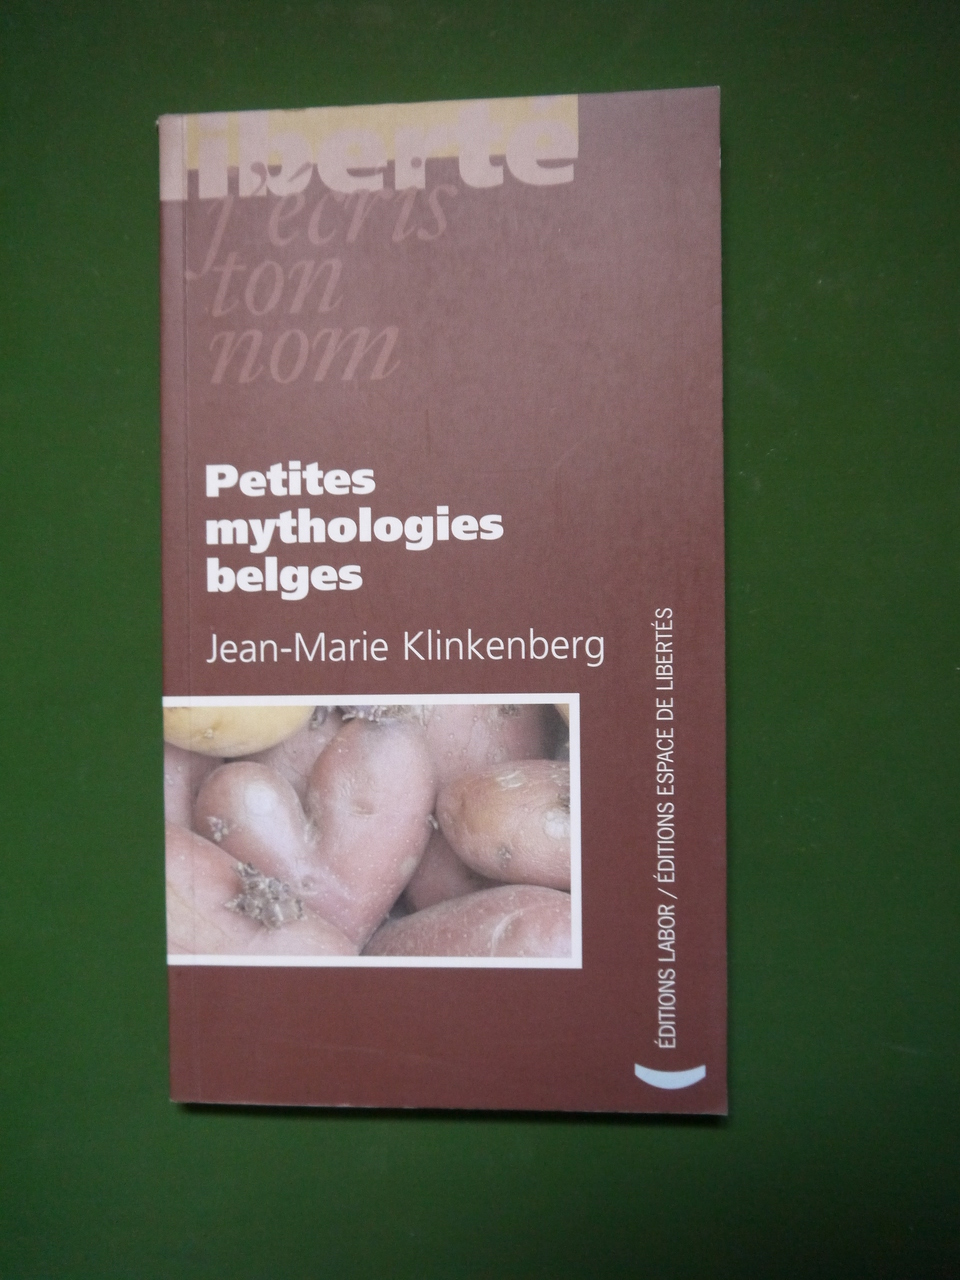 liberté
j'écris
ton
nom
Petites
mythologies
belges
Jean-Marie Klinkenberg
ÉDITIONS LABOR / ÉDITIONS ESPACE DE LIBERTÉS